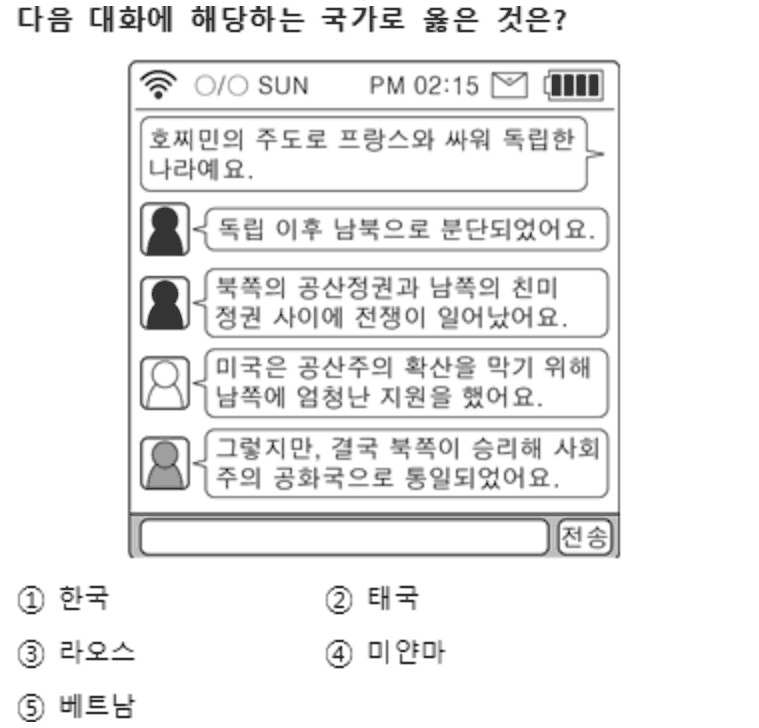 다음 대화에 해당하는 국가로 옳은 것은?
○/○ SUN PM 02:15
호찌민의 주도로 프랑스와 싸워 독립한
나라예요.
독립 이후 남북으로 분단되었어요.
북쪽의 공산정권과 남쪽의 친미
정권 사이에 전쟁이 일어났어요.
미국은 공산주의 확산을 막기 위해
남쪽에 엄청난 지원을 했어요.
그렇지만, 결국 북쪽이 승리해 사회
주의 공화국으로 통일되었어요.
전송
① 한국 ② 태국
③ 라오스 ④ 미얀마
⑤ 베트남